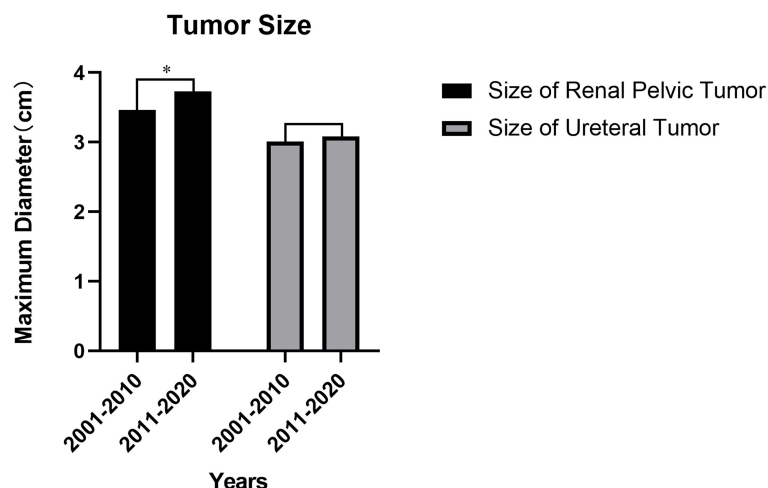 Tumor Size
Maximum Diameter(cm)
4
3
2
1
0
*
2001-2010
2011-2020
2001-2010
2011-2020
Years
Size of Renal Pelvic Tumor
Size of Ureteral Tumor